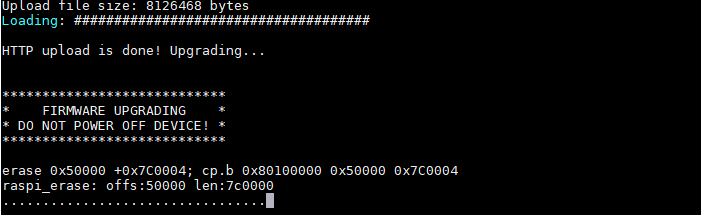 Upload file size: 8126468 bytes
Loading: #####################################
HTTP upload is done! Upgrading...
****************************
*    FIRMWARE UPGRADING    *
* DO NOT POWER OFF DEVICE! *
****************************
erase 0x50000 +0x7C0004; cp.b 0x80100000 0x50000 0x7C0004
raspi_erase: offs:50000 len:7c0000
.................................